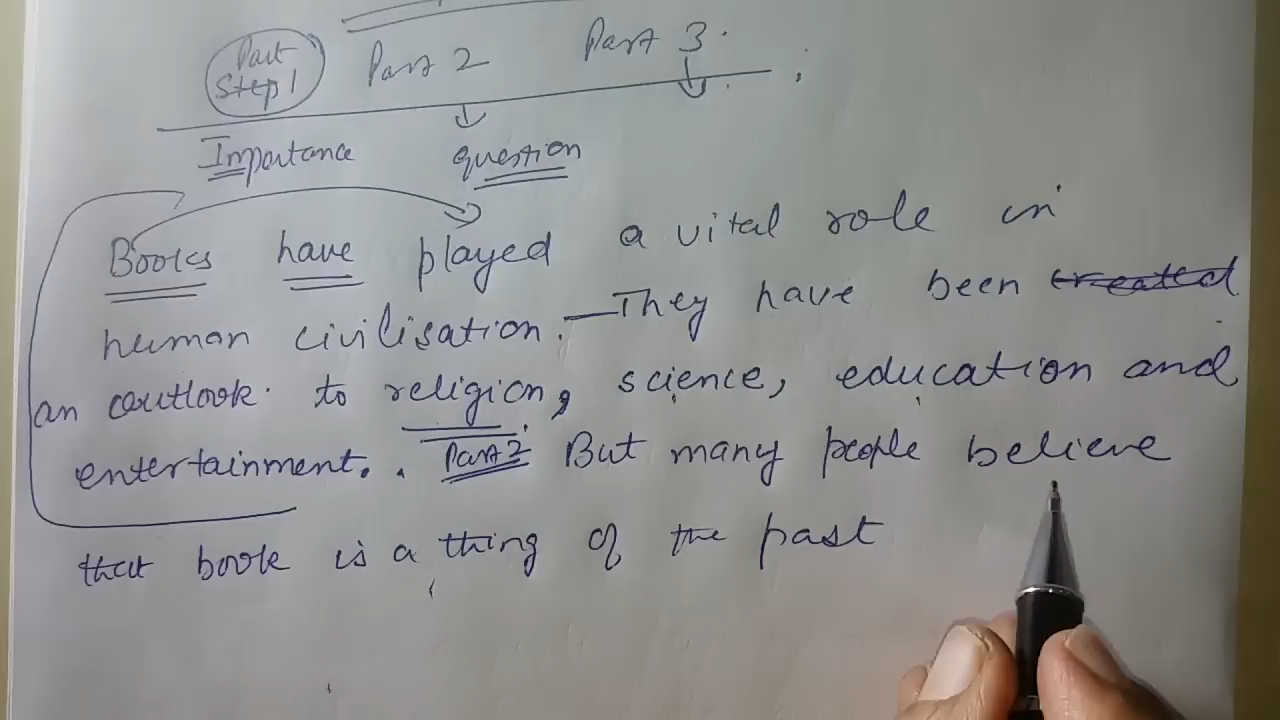 Part Step 1 Part 2 Part 3.
Importance question
Books have played a vital role in
human civilisation. They have been treated
an outlook to religion, science, education and
entertainment. Part 2 But many people believe
that book is a thing of the past